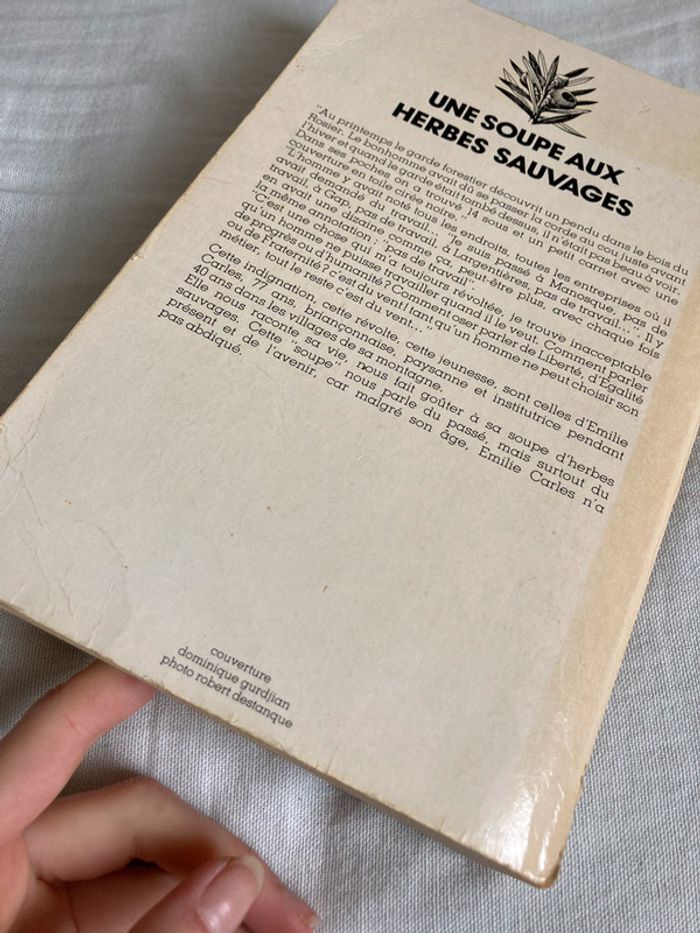 UNE SOUPE AUX
HERBES SAUVAGES
"Au printemps le garde forestier découvrit un pendu dans le bois du
Rosier. Le bonhomme avait dû se passer la corde au cou juste avant
l'hiver et quand le garde était tombé dessus, il n'était pas beau à voir.
Dans ses poches on a trouvé 14 sous et un petit carnet avec une
couverture en toile cirée noire. ,,
"L'homme y avait noté tous les endroits, toutes les entreprises où il
avait demandé du travail... "Je suis passé à Manosque, pas de
travail, à Gap, pas de travail, à Largentières, pas de travail...". Il y
en avait une dizaine comme ça, peut-être plus, avec chaque fois
la même annotation : "pas de travail".
"C'est une chose qui m'a toujours révoltée, je trouve inacceptable
qu'un homme ne puisse travailler quand il le veut. Comment parler
de progrès ou d'humanité? Comment oser parler de Liberté, d'Egalité
ou de Fraternité? c'est du vent! tant qu'un homme ne peut choisir son
métier, tout le reste c'est du vent..."
Cette indignation, cette révolte, cette jeunesse, sont celles d'Emilie
Carles, 77 ans, briançonnaise, paysanne et institutrice pendant
40 ans dans les villages de sa montagne.
Elle nous raconte sa vie, nous fait goûter à sa soupe d'herbes
sauvages. Cette "soupe" nous parle du passé, mais surtout du
présent et de l'avenir, car malgré son âge, Emilie Carles n'a
pas abdiqué.
couverture
dominique gurdjian
photo robert destanque